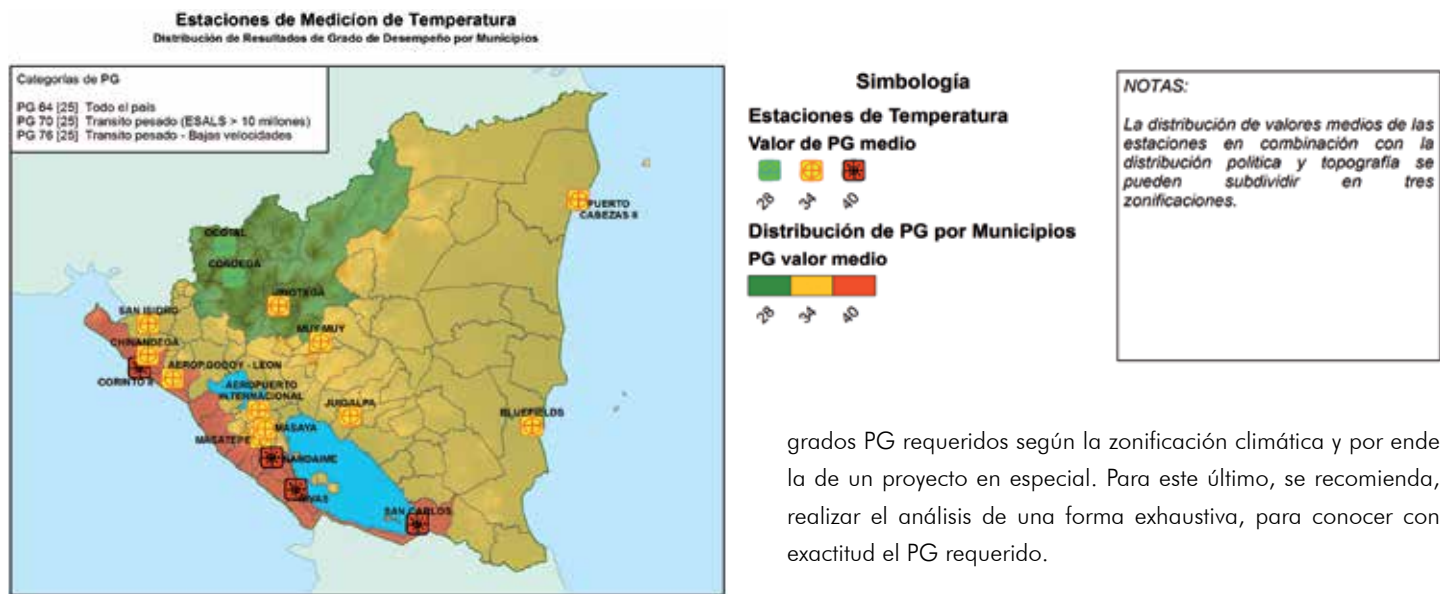 Estaciones de Medicíon de Temperatura
Distribución de Resultados de Grado de Desempeño por Municipios
Categorías de PG
PG 64 [25] Todo el país
PG 70 [25] Transito pesado (ESALS > 10 millones)
PG 76 [25] Transito pesado - Bajas velocidades
PUERTO
CABEZAS II
OCOTAL
CONDEGA
JINOTEGA
SAN ISIDRO
MUY MUY
CHINANDEGA
AEROP.GODOY - LEON
CORINTO II
AEROPUERTO
INTERNACIONAL
JUIGALPA
BLUEFIELDS
MASAYA
MASATEPE
NANDAIME
RIVAS
SAN CARLOS
Simbología
Estaciones de Temperatura
Valor de PG medio
28 34 40
Distribución de PG por Municipios
PG valor medio
28 34 40
NOTAS:
La distribución de valores medios de las
estaciones en combinación con la
distribución politica y topografía se
pueden subdividir en tres
zonificaciones.
grados PG requeridos según la zonificación climática y por ende
la de un proyecto en especial. Para este último, se recomienda,
realizar el análisis de una forma exhaustiva, para conocer con
exactitud el PG requerido.